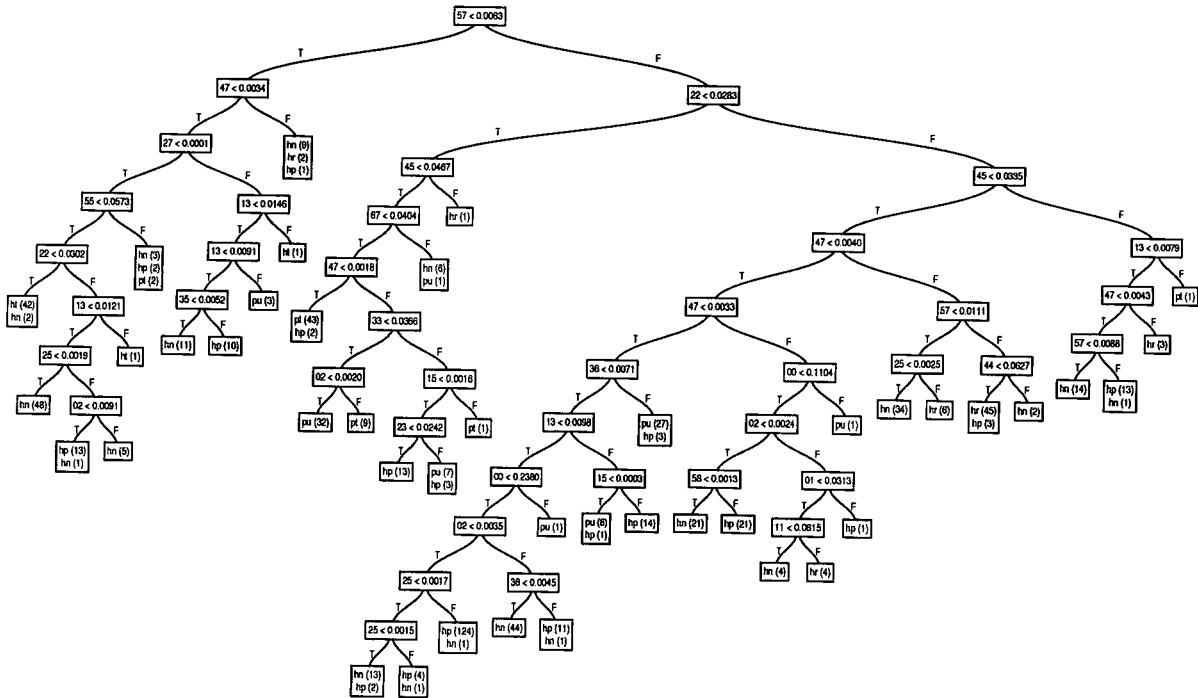 57 < 0.0083
T
F
47 < 0.0034
22 < 0.0283
T
F
T
F
27 < 0.0001
hn (9)
hr (2)
hp (1)
45 < 0.0467
45 < 0.0335
T
F
T
F
T
F
55 < 0.0573
13 < 0.0146
67 < 0.0404
hr (1)
47 < 0.0040
13 < 0.0079
T
F
T
F
T
F
T
F
T
F
22 < 0.0302
hn (3)
hp (2)
pt (2)
13 < 0.0091
ht (1)
47 < 0.0018
hn (6)
pu (1)
47 < 0.0033
57 < 0.0111
47 < 0.0043
pt (1)
T
F
T
F
T
F
T
F
T
F
T
F
ht (42)
hn (2)
13 < 0.0121
35 < 0.0052
pu (3)
pt (43)
hp (2)
33 < 0.0366
36 < 0.0071
00 < 0.1104
25 < 0.0025
44 < 0.0627
57 < 0.0088
hr (3)
T
F
T
F
T
F
T
F
T
F
T
F
T
F
T
F
25 < 0.0019
ht (1)
hn (11)
hp (10)
02 < 0.0020
15 < 0.0016
13 < 0.0098
pu (27)
hp (3)
02 < 0.0024
pu (1)
hn (34)
hr (6)
hr (45)
hp (3)
hn (2)
hn (14)
hp (13)
hn (1)
T
F
T
F
T
F
T
F
T
F
hn (48)
02 < 0.0091
pu (32)
pt (9)
23 < 0.0242
pt (1)
00 < 0.2380
15 < 0.0003
58 < 0.0013
01 < 0.0313
T
F
T
F
T
F
T
F
T
F
T
F
hp (13)
hn (1)
hn (5)
hp (13)
pu (7)
hp (3)
02 < 0.0035
pu (1)
pu (6)
hp (1)
hp (14)
hn (21)
hp (21)
11 < 0.0815
hp (1)
T
F
T
F
25 < 0.0017
36 < 0.0045
hn (4)
hr (4)
T
F
T
F
25 < 0.0015
hp (124)
hn (1)
hn (44)
hp (11)
hn (1)
T
F
hn (13)
hp (2)
hp (4)
hn (1)